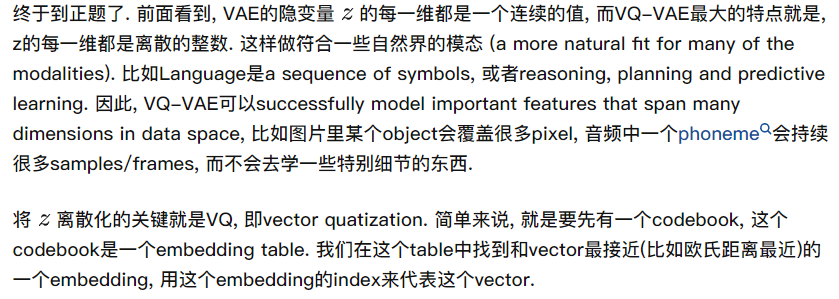 终于到正题了. 前面看到, VAE的隐变量 z 的每一维都是一个连续的值, 而VQ-VAE最大的特点就是,
z的每一维都是离散的整数. 这样做符合一些自然界的模态 (a more natural fit for many of the
modalities). 比如Language是a sequence of symbols, 或者reasoning, planning and predictive
learning. 因此, VQ-VAE可以successfully model important features that span many
dimensions in data space, 比如图片里某个object会覆盖很多pixel, 音频中一个phoneme会持续
很多samples/frames, 而不会去学一些特别细节的东西.
将 z 离散化的关键就是VQ, 即vector quatization. 简单来说, 就是要先有一个codebook, 这个
codebook是一个embedding table. 我们在这个table中找到和vector最接近(比如欧氏距离最近)的
一个embedding, 用这个embedding的index来代表这个vector.